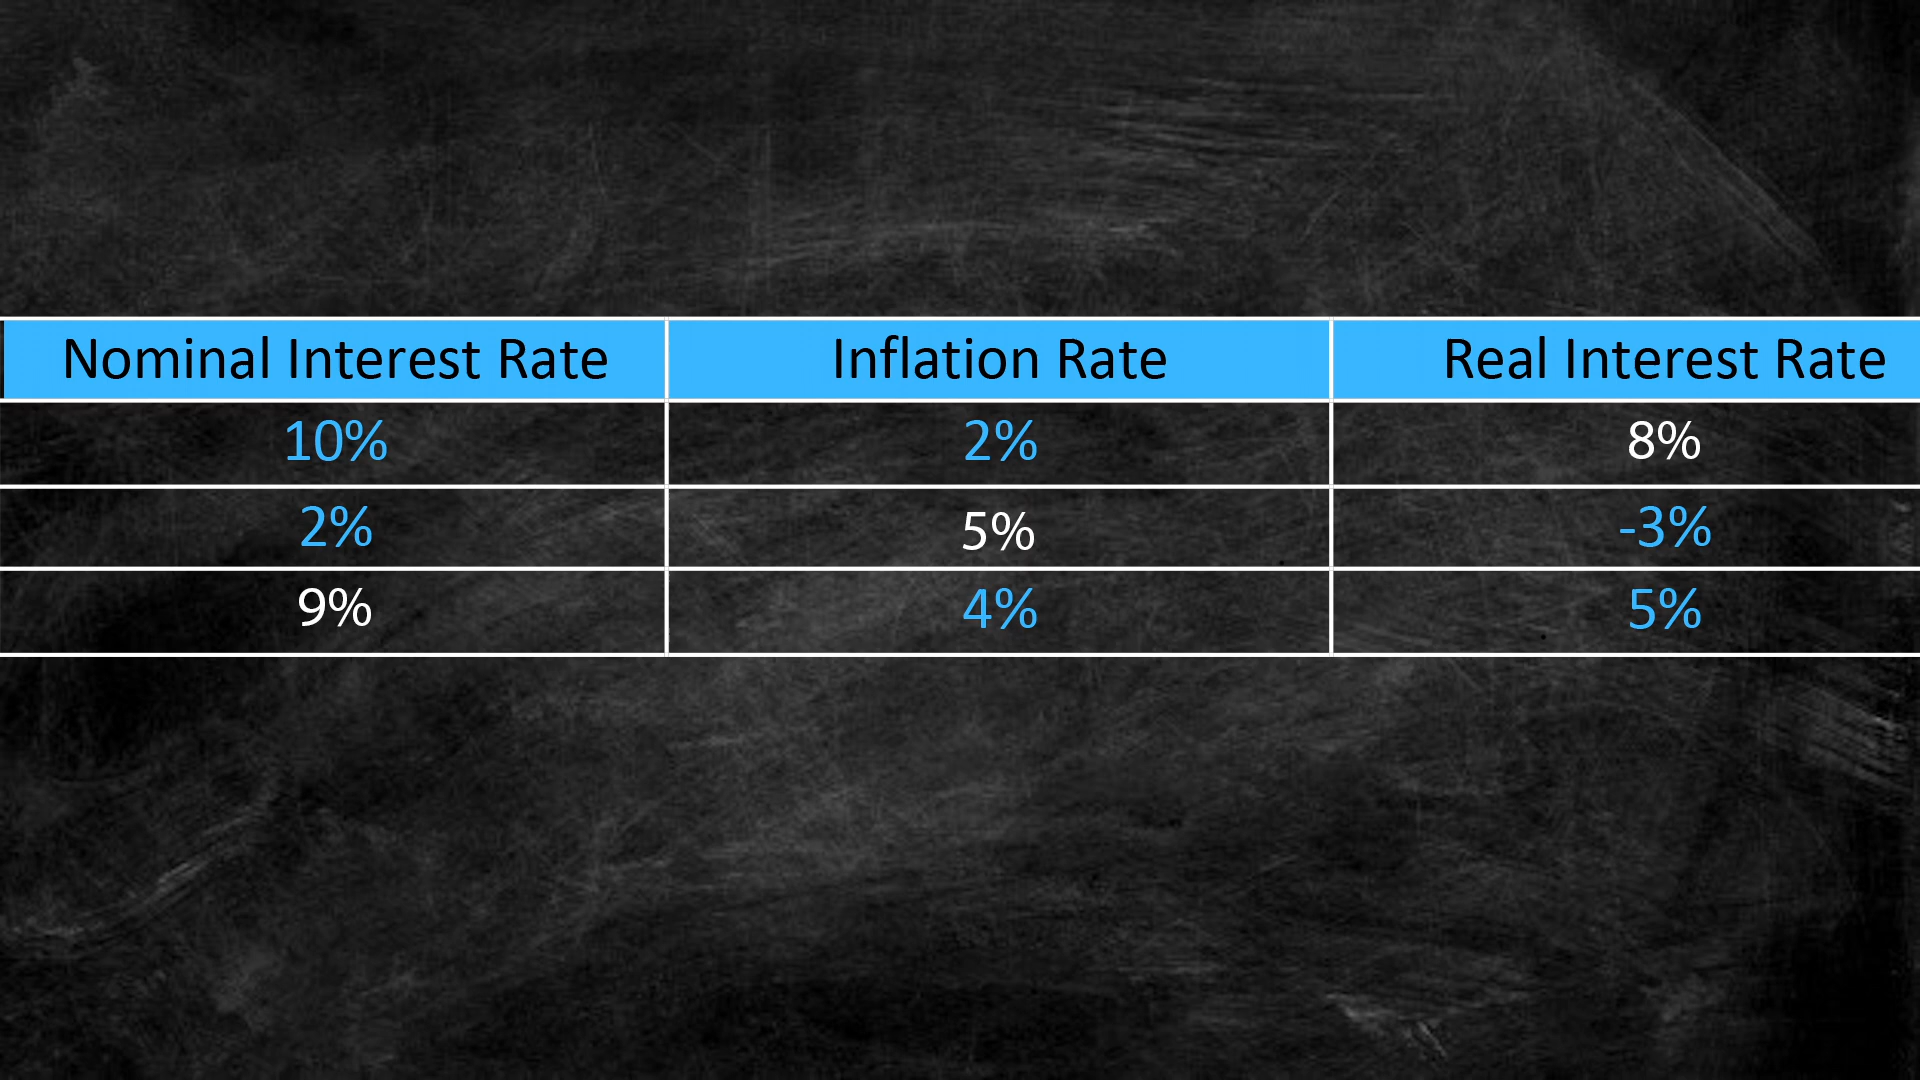 Nominal Interest Rate Inflation Rate Real Interest Rate
10% 2% 8%
2% 5% -3%
9% 4% 5%